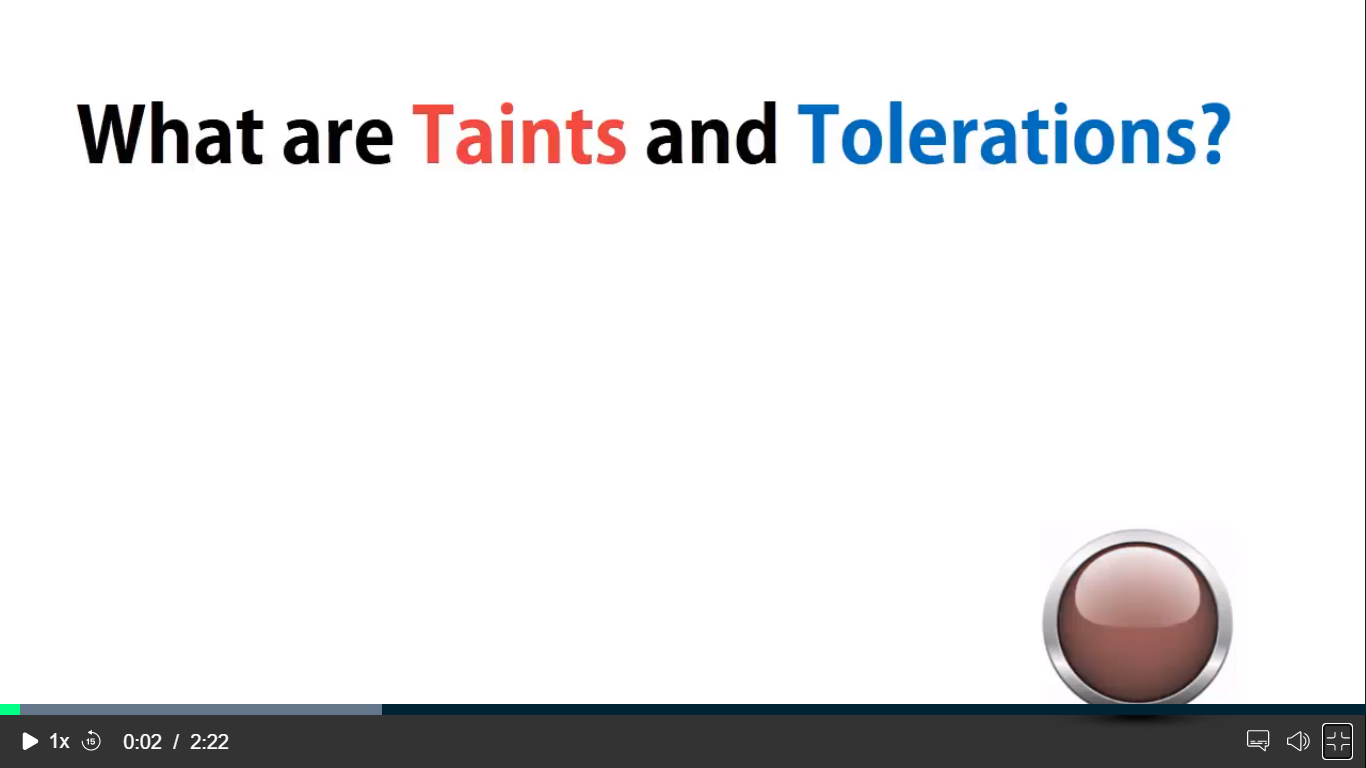 What are Taints and Tolerations?
1x 15 0:02 / 2:22